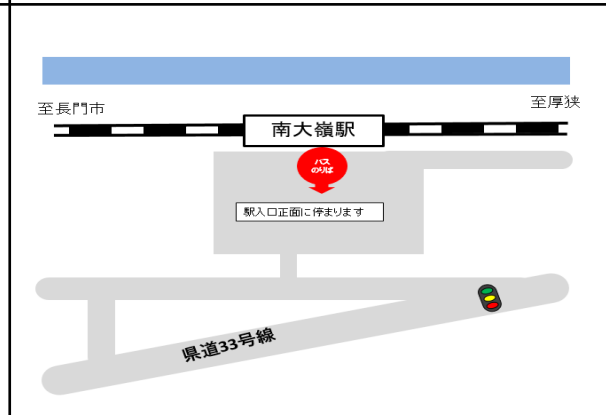 至長門市
至厚狭
南大嶺駅
バス
のりば
駅入口正面に停まります
県道33号線